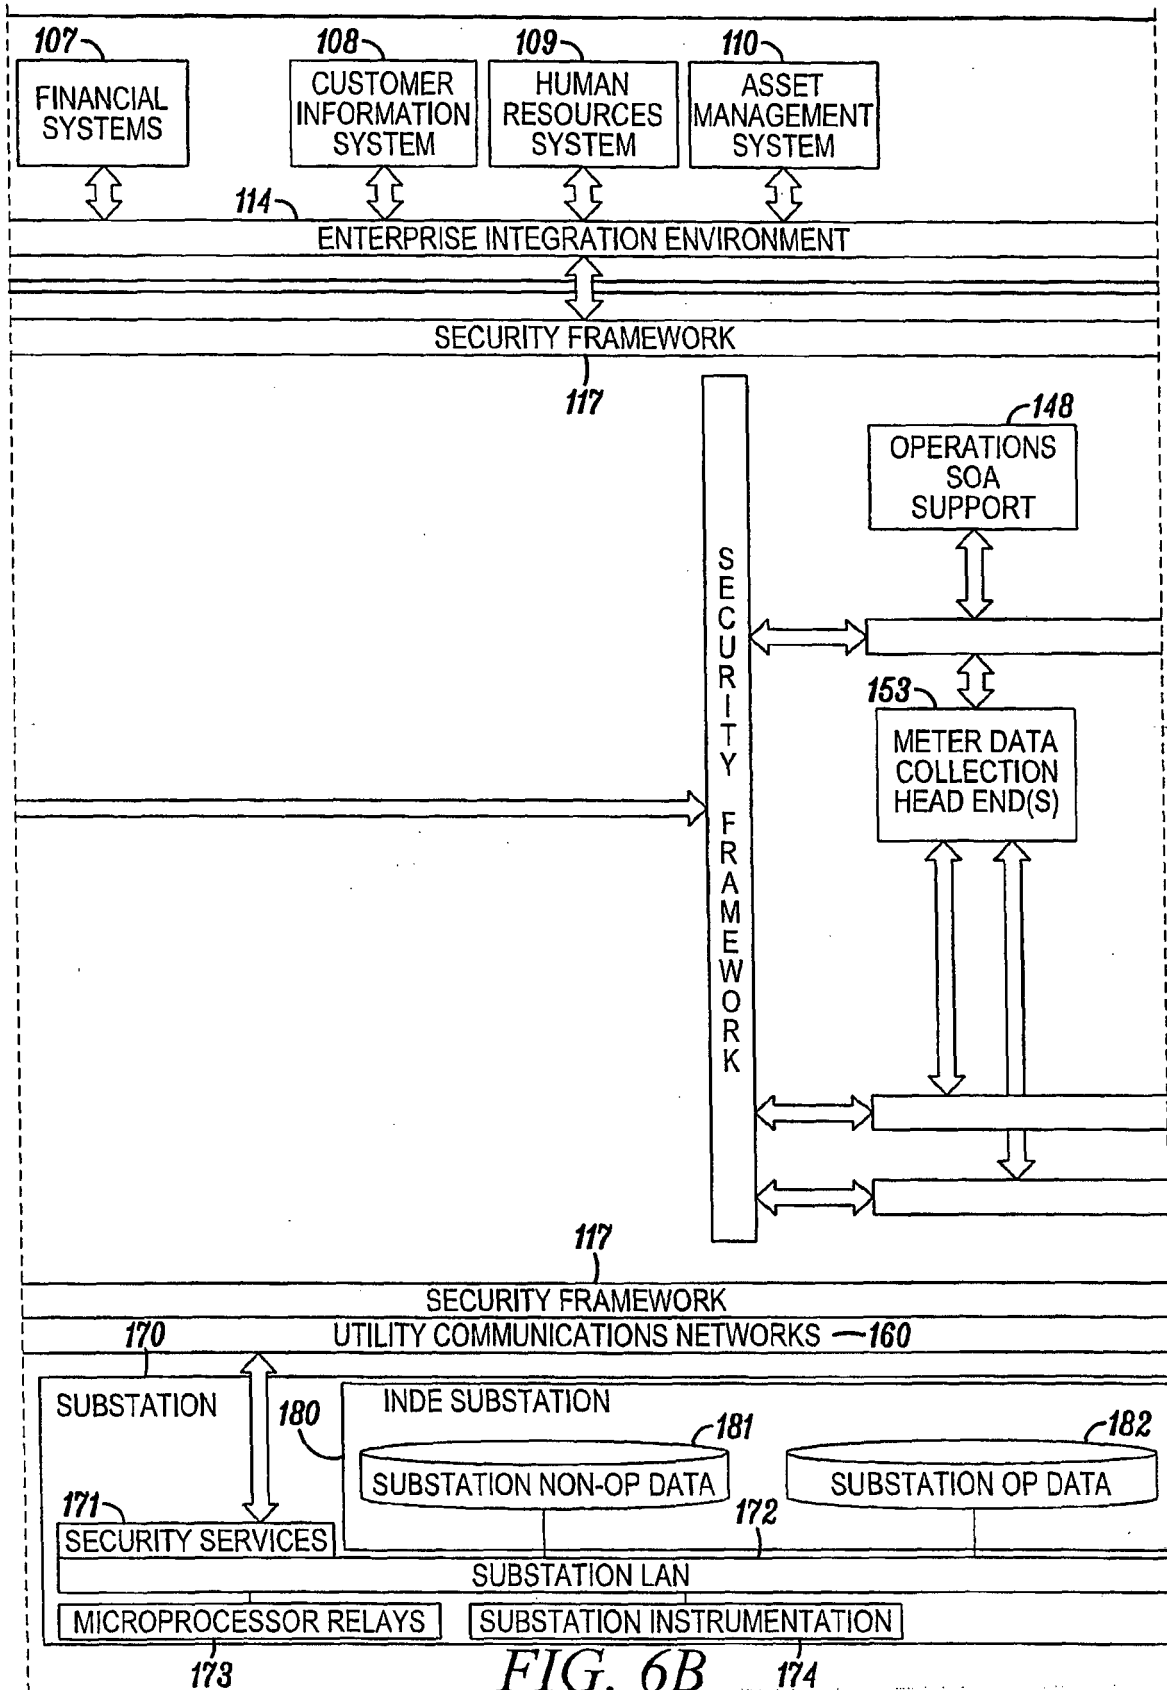 107
108
109
110
FINANCIAL
SYSTEMS
CUSTOMER
INFORMATION
SYSTEM
HUMAN
RESOURCES
SYSTEM
ASSET
MANAGEMENT
SYSTEM
114
ENTERPRISE INTEGRATION ENVIRONMENT
SECURITY FRAMEWORK
117
148
OPERATIONS
SOA
SUPPORT
SECURITY FRAMEWORK
153
METER DATA
COLLECTION
HEAD END(S)
117
SECURITY FRAMEWORK
170
UTILITY COMMUNICATIONS NETWORKS 160
SUBSTATION
180
INDE SUBSTATION
181
182
SUBSTATION NON-OP DATA
SUBSTATION OP DATA
171
172
SECURITY SERVICES
SUBSTATION LAN
MICROPROCESSOR RELAYS
SUBSTATION INSTRUMENTATION
173
FIG. 6B
174